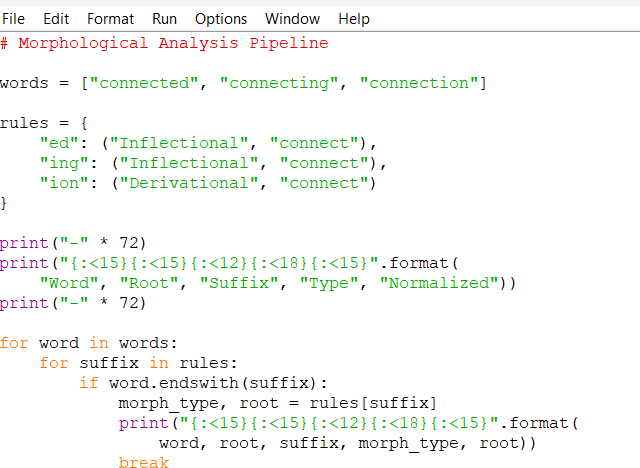 File Edit Format Run Options Window Help
# Morphological Analysis Pipeline
words = ["connected", "connecting", "connection"]
rules = {
    "ed": ("Inflectional", "connect"),
    "ing": ("Inflectional", "connect"),
    "ion": ("Derivational", "connect")
}
print("-" * 72)
print("{:<15}{:<15}{:<12}{:<18}{:<15}".format(
    "Word", "Root", "Suffix", "Type", "Normalized"))
print("-" * 72)
for word in words:
    for suffix in rules:
        if word.endswith(suffix):
            morph_type, root = rules[suffix]
            print("{:<15}{:<15}{:<12}{:<18}{:<15}".format(
                word, root, suffix, morph_type, root))
            break